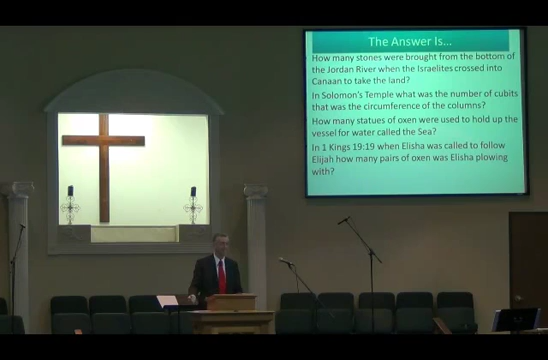 The Answer Is...
How many stones were brought from the bottom of
the Jordan River when the Israelites crossed into
Canaan to take the land?
In Solomon's Temple what was the number of cubits
that was the circumference of the columns?
How many statues of oxen were used to hold up the
vessel for water called the Sea?
In 1 Kings 19:19 when Elisha was called to follow
Elijah how many pairs of oxen was Elisha plowing
with?